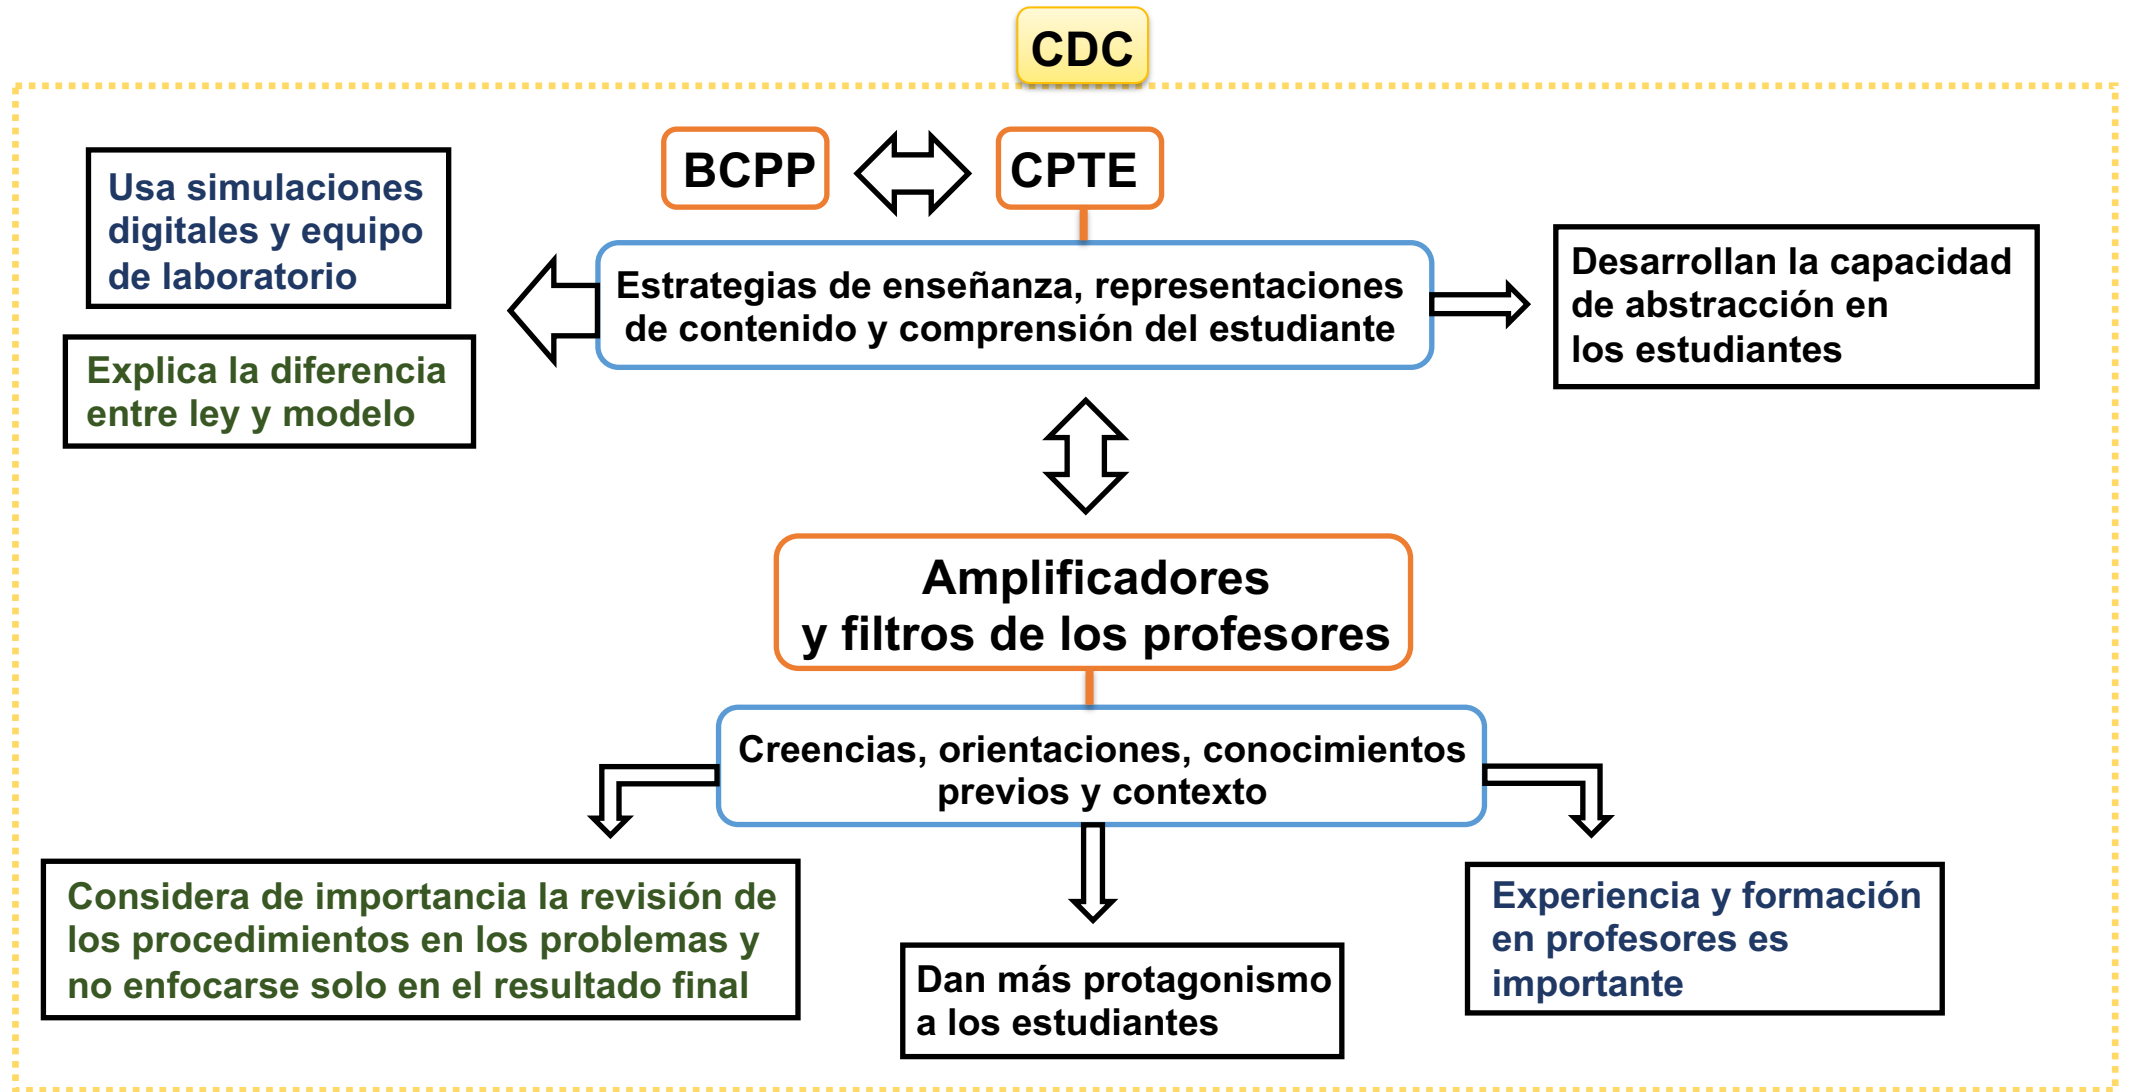 CDC
BCPP
CPTE
Usa simulaciones
digitales y equipo
de laboratorio
Explica la diferencia
entre ley y modelo
Estrategias de enseñanza, representaciones
de contenido y comprensión del estudiante
Desarrollan la capacidad
de abstracción en
los estudiantes
Amplificadores
y filtros de los profesores
Creencias, orientaciones, conocimientos
previos y contexto
Considera de importancia la revisión de
los procedimientos en los problemas y
no enfocarse solo en el resultado final
Dan más protagonismo
a los estudiantes
Experiencia y formación
en profesores es
importante